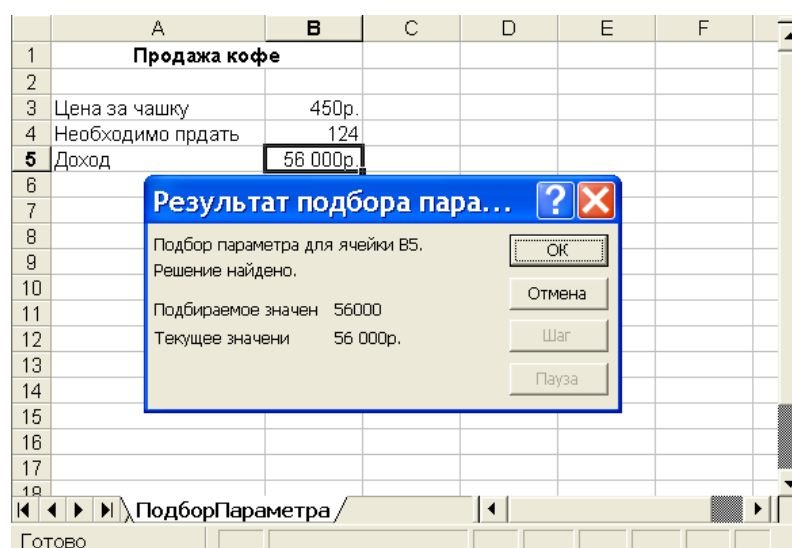 A B C D E F
1 Продажа кофе
2
3 Цена за чашку 450р.
4 Необходимо прдать 124
5 Доход 56 000р.
6
7
8
9
10
11
12
13
14
15
16
17
18
Результат подбора пара...
Подбор параметра для ячейки B5.
Решение найдено.
Подбираемое значен 56000
Текущее значени 56 000р.
ОК
Отмена
Шаг
Пауза
ПодборПараметра
Готово